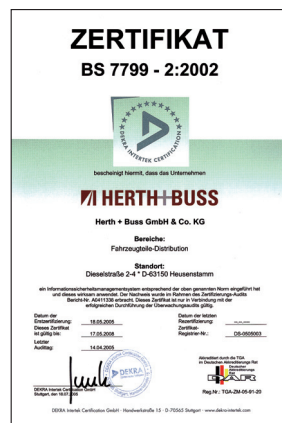 ZERTIFIKAT
BS 7799 - 2:2002
DEKRA INTERTEK CERTIFICATION
bescheinigt hiermit, dass das Unternehmen
HERTH+BUSS
Herth + Buss GmbH & Co. KG
Bereiche:
Fahrzeugteile-Distribution
Standort:
Dieselstraße 2-4 * D-63150 Heusenstamm
ein Informationssicherheitsmanagementsystem entsprechend der oben genannten Norm eingeführt hat
und dieses wirksam anwendet. Der Nachweis wurde im Rahmen des Zertifizierungs-Audits
Bericht-Nr. A0411336 erbracht. Dieses Zertifikat ist nur in Verbindung mit der
erfolgreichen Durchführung der Überwachungsaudits gültig.
Datum der
Erstzertifizierung: 18.05.2005
Datum der letzten
Rezertifizierung: --.--.----
Dieses Zertifikat
ist gültig bis: 17.05.2008
Zertifikat-
Registrier-Nr.: DS-0505003
Letzter
Audittag: 14.04.2005
DEKRA
DEKRA Intertek Certification GmbH
Akkreditiert durch die TGA
im Deutschen Akkreditierungs Rat
Deutscher
Akkreditierungs
Rat
DAR
Reg.Nr.: TGA-ZM-05-91-20
DEKRA Intertek Certification GmbH · Handwerkstraße 15 · D-70565 Stuttgart · www.dekra-intertek.com